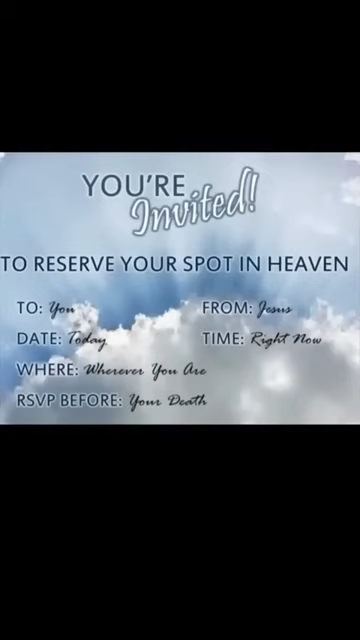 YOU'RE
Invited!
TO RESERVE YOUR SPOT IN HEAVEN
TO: You FROM: Jesus
DATE: Today TIME: Right Now
WHERE: Wherever You Are
RSVP BEFORE: Your Death